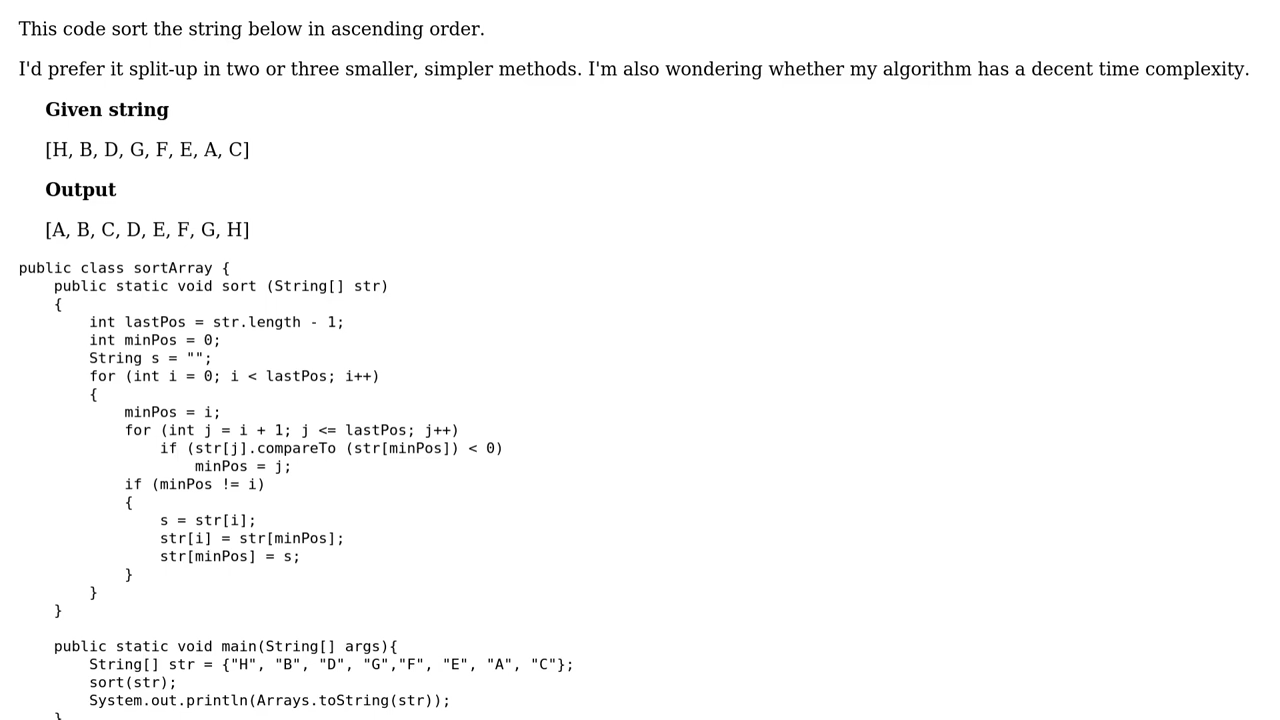 This code sort the string below in ascending order.
I'd prefer it split-up in two or three smaller, simpler methods. I'm also wondering whether my algorithm has a decent time complexity.
Given string
[H, B, D, G, F, E, A, C]
Output
[A, B, C, D, E, F, G, H]
public class sortArray {
    public static void sort (String[] str)
    {
        int lastPos = str.length - 1;
        int minPos = 0;
        String s = "";
        for (int i = 0; i < lastPos; i++)
        {
            minPos = i;
            for (int j = i + 1; j <= lastPos; j++)
                if (str[j].compareTo (str[minPos]) < 0)
                    minPos = j;
            if (minPos != i)
            {
                s = str[i];
                str[i] = str[minPos];
                str[minPos] = s;
            }
        }
    }
    public static void main(String[] args){
        String[] str = {"H", "B", "D", "G","F", "E", "A", "C"};
        sort(str);
        System.out.println(Arrays.toString(str));
    }